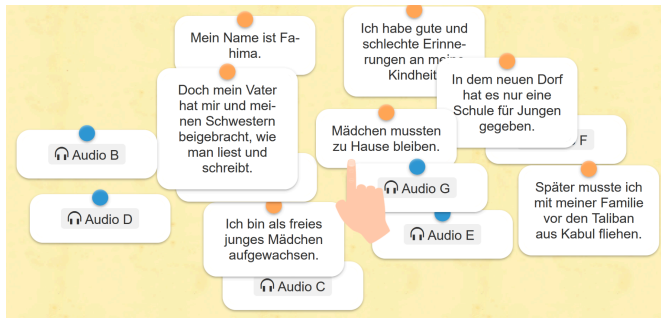 Mein Name ist Fa-
hima.
Ich habe gute und
schlechte Erinne-
rungen an meine
Kindheit
In dem neuen Dorf
hat es nur eine
Schule für Jungen
gegeben.
Doch mein Vater
hat mir und mei-
nen Schwestern
beigebracht, wie
man liest und
schreibt.
Mädchen mussten
zu Hause bleiben.
Audio B
F
Audio G
Später musste ich
mit meiner Familie
vor den Taliban
aus Kabul fliehen.
Audio D
Ich bin als freies
junges Mädchen
aufgewachsen.
Audio E
Audio C